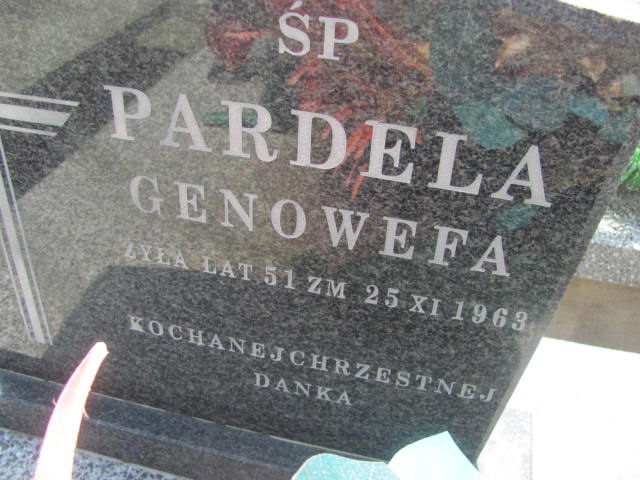 ŚP
PARDELA
GENOWEFA
ŻYŁA LAT 51 ZM 25 XI 1963
KOCHANEJ CHRZESTNEJ
DANKA